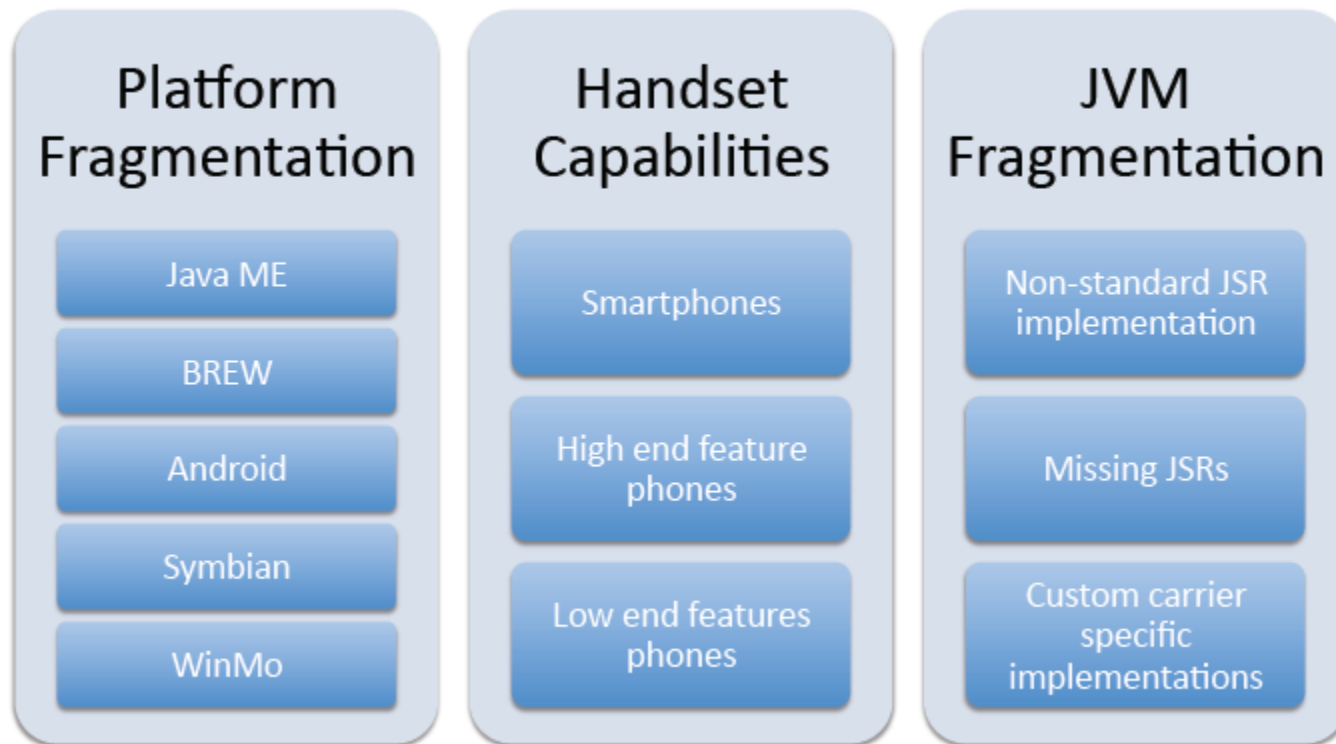 Platform
Fragmentation
Java ME
BREW
Android
Symbian
WinMo
Handset
Capabilities
Smartphones
High end feature
phones
Low end features
phones
JVM
Fragmentation
Non-standard JSR
implementation
Missing JSRs
Custom carrier
specific
implementations